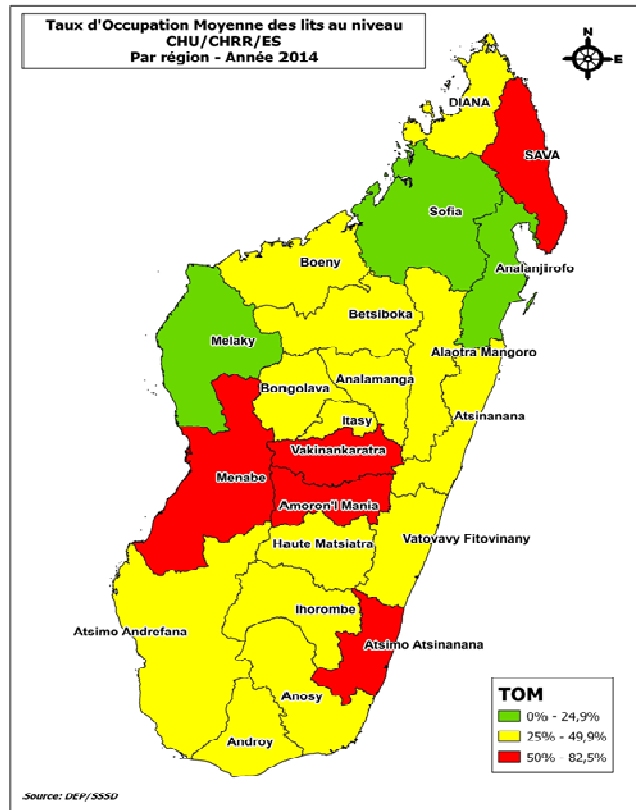 Taux d'Occupation Moyenne des lits au niveau
CHU/CHRR/ES
Par région - Année 2014
N
E
DIANA
SAVA
Sofia
Analanjirofo
Boeny
Betsiboka
Melaky
Alaotra Mangoro
Analamanga
Bongolava
Atsinanana
Itasy
Vakinankaratra
Menabe
Amoron'I Mania
Haute Matsiatra
Vatovavy Fitovinany
Ihorombe
Atsimo Androfana
Atsimo Atsinanana
Anosy
Androy
TOM
0% - 24,9%
25% - 49,9%
50% - 82,5%
Source: DEP/SSSD